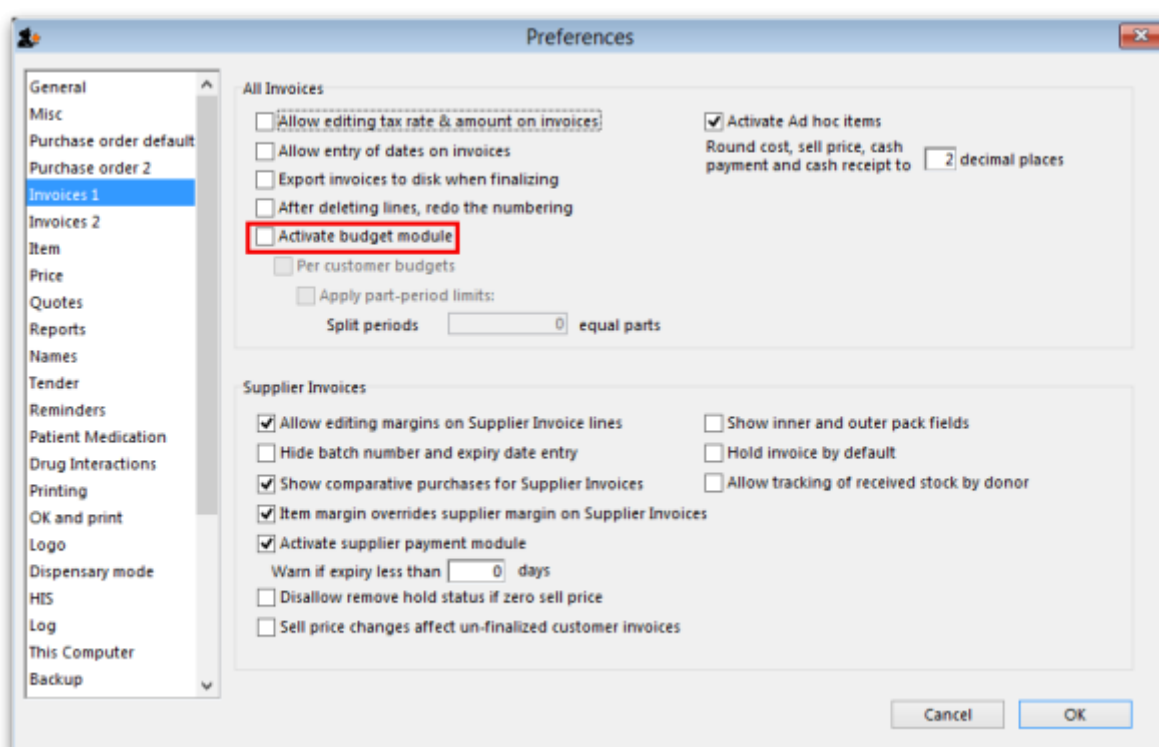 Preferences
General
Misc
Purchase order default
Purchase order 2
Invoices 1
Invoices 2
Item
Price
Quotes
Reports
Names
Tender
Reminders
Patient Medication
Drug Interactions
Printing
OK and print
Logo
Dispensary mode
HIS
Log
This Computer
Backup
All Invoices
Allow editing tax rate & amount on invoices
Allow entry of dates on invoices
Export invoices to disk when finalizing
After deleting lines, redo the numbering
Activate budget module
Per customer budgets
Apply part-period limits:
Split periods 0 equal parts
Activate Ad hoc items
Round cost, sell price, cash
payment and cash receipt to 2 decimal places
Supplier Invoices
Allow editing margins on Supplier Invoice lines
Hide batch number and expiry date entry
Show comparative purchases for Supplier Invoices
Item margin overrides supplier margin on Supplier Invoices
Activate supplier payment module
Warn if expiry less than 0 days
Disallow remove hold status if zero sell price
Sell price changes affect un-finalized customer invoices
Show inner and outer pack fields
Hold invoice by default
Allow tracking of received stock by donor
Cancel
OK